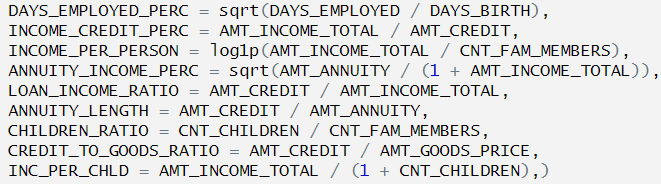 DAYS_EMPLOYED_PERC = sqrt(DAYS_EMPLOYED / DAYS_BIRTH),
INCOME_CREDIT_PERC = AMT_INCOME_TOTAL / AMT_CREDIT,
INCOME_PER_PERSON = log1p(AMT_INCOME_TOTAL / CNT_FAM_MEMBERS),
ANNUITY_INCOME_PERC = sqrt(AMT_ANNUITY / (1 + AMT_INCOME_TOTAL)),
LOAN_INCOME_RATIO = AMT_CREDIT / AMT_INCOME_TOTAL,
ANNUITY_LENGTH = AMT_CREDIT / AMT_ANNUITY,
CHILDREN_RATIO = CNT_CHILDREN / CNT_FAM_MEMBERS,
CREDIT_TO_GOODS_RATIO = AMT_CREDIT / AMT_GOODS_PRICE,
INC_PER_CHLD = AMT_INCOME_TOTAL / (1 + CNT_CHILDREN),)